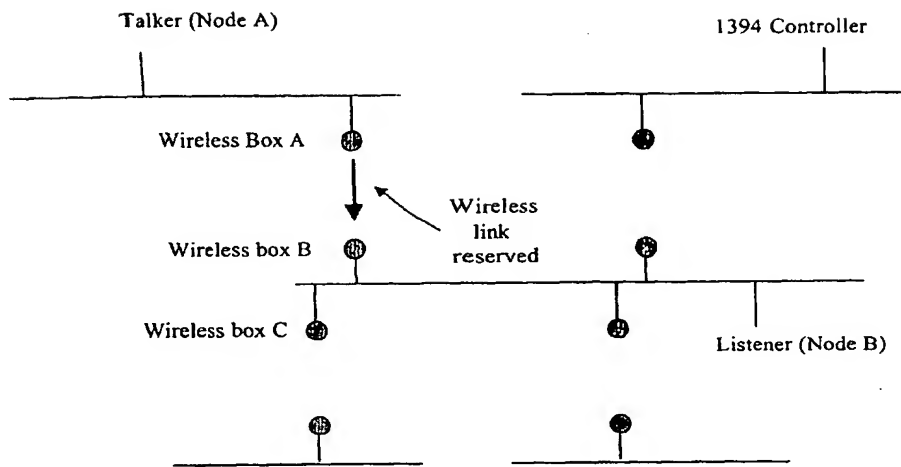 Talker (Node A)
1394 Controller
Wireless Box A
Wireless
link
reserved
Wireless box B
Wireless box C
Listener (Node B)